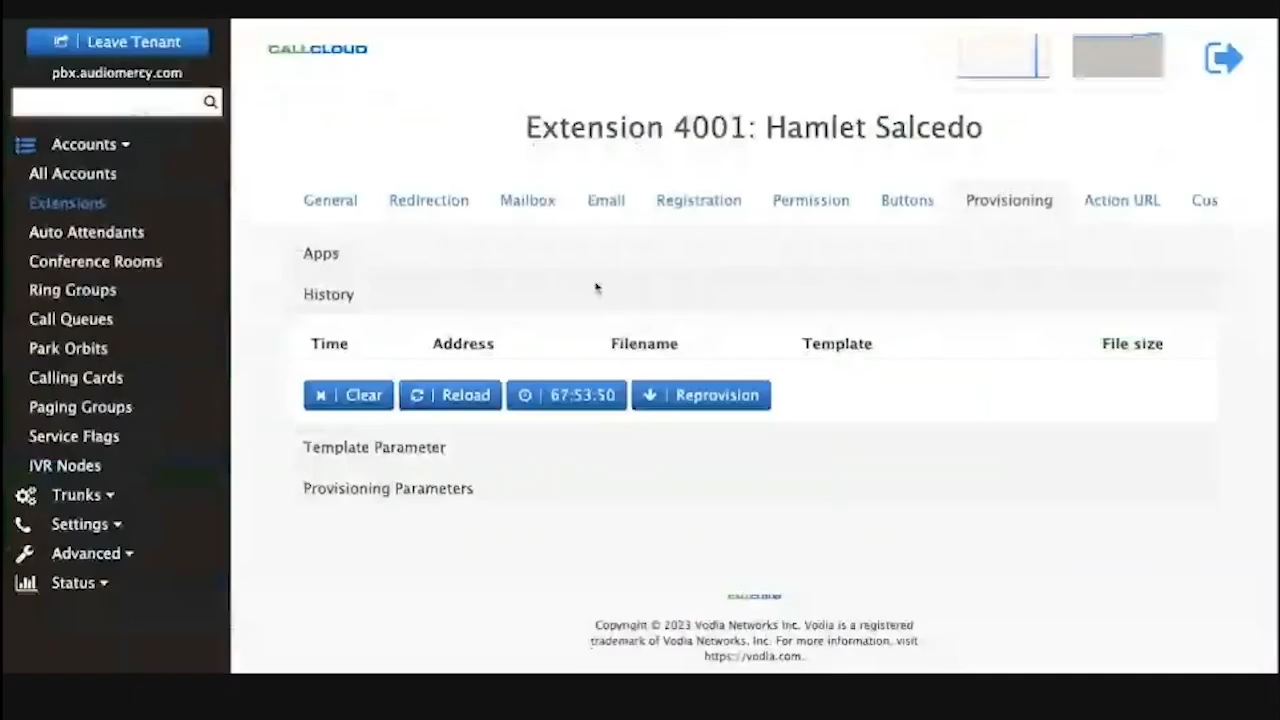 Leave Tenant
pbx.audiomercy.com
Accounts
All Accounts
Extensions
Auto Attendants
Conference Rooms
Ring Groups
Call Queues
Park Orbits
Calling Cards
Paging Groups
Service Flags
IVR Nodes
Trunks
Settings
Advanced
Status
CALLCLOUD
Extension 4001: Hamlet Salcedo
General Redirection Mailbox Email Registration Permission Buttons Provisioning Action URL Cus
Apps
History
Time Address Filename Template File size
Clear Reload 67:53:50 Reprovision
Template Parameter
Provisioning Parameters
CALLCLOUD
Copyright © 2023 Vodia Networks Inc. Vodia is a registered
trademark of Vodia Networks, Inc. For more information, visit
https://vodia.com.